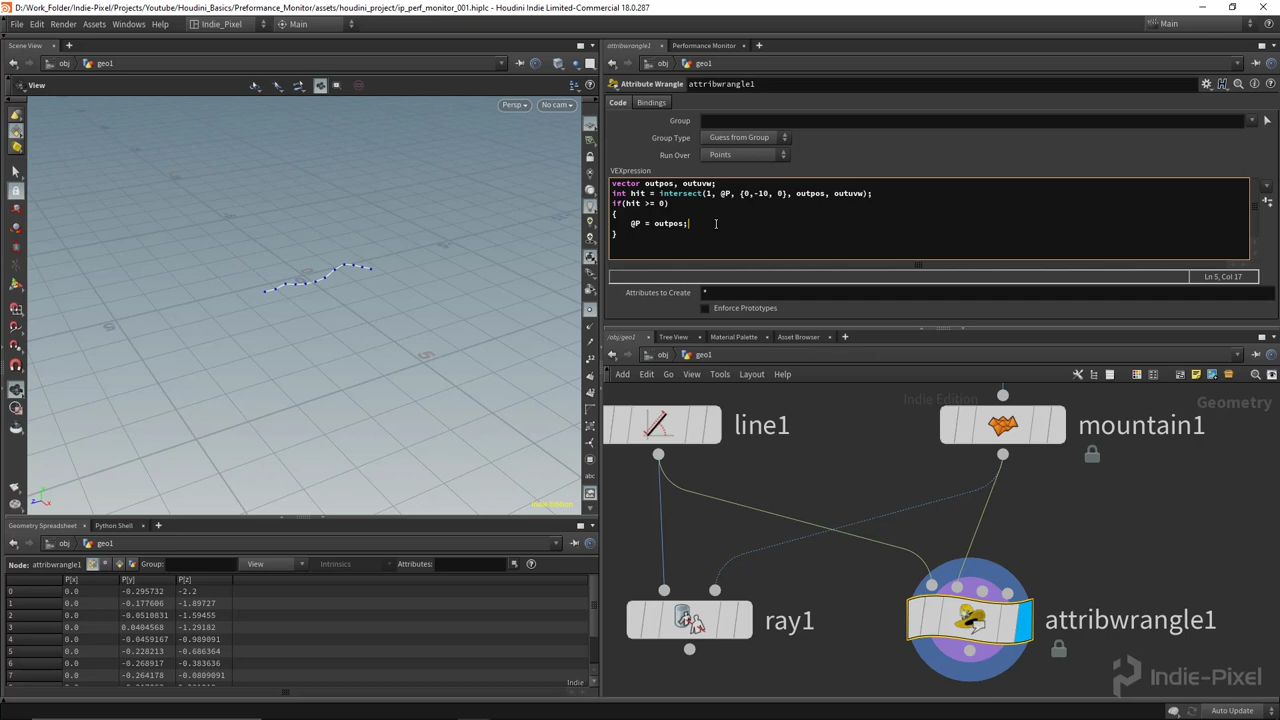 D:/Work_Folder/Indie-Pixel/Projects/Youtube/Houdini_Basics/Preformance_Monitor/assets/houdini_project/ip_perf_monitor_001.hiplc - Houdini Indie Limited-Commercial 18.0.287
File Edit Render Assets Windows Help Indie_Pixel Main Main
Scene View
obj geo1
View
Persp No cam
Indie Edition
abc
Geometry Spreadsheet Python Shell
obj geo1
Node: attribwrangle1 Group: View Intrinsics Attributes:
P[x] P[y] P[z]
0 0.0 -0.295732 -2.2
1 0.0 -0.177606 -1.89727
2 0.0 -0.0510831 -1.59455
3 0.0 0.0404568 -1.29182
4 0.0 -0.0459167 -0.989091
5 0.0 -0.228213 -0.686364
6 0.0 -0.268917 -0.383636
7 0.0 -0.264178 -0.0809091
Indie
attribwrangle1 Performance Monitor
obj geo1
Attribute Wrangle attribwrangle1
Code Bindings
Group
Group Type Guess from Group
Run Over Points
VEXpression
vector outpos, outuvw;
int hit = intersect(1, @P, {0,-10, 0}, outpos, outuvw);
if(hit >= 0)
{
@P = outpos;
}
Ln 5, Col 17
Attributes to Create *
Enforce Prototypes
/obj/geo1 Tree View Material Palette Asset Browser
obj geo1
Add Edit Go View Tools Layout Help
Indie Edition Geometry
line1 mountain1
ray1 attribwrangle1
Indie-Pixel
Auto Update